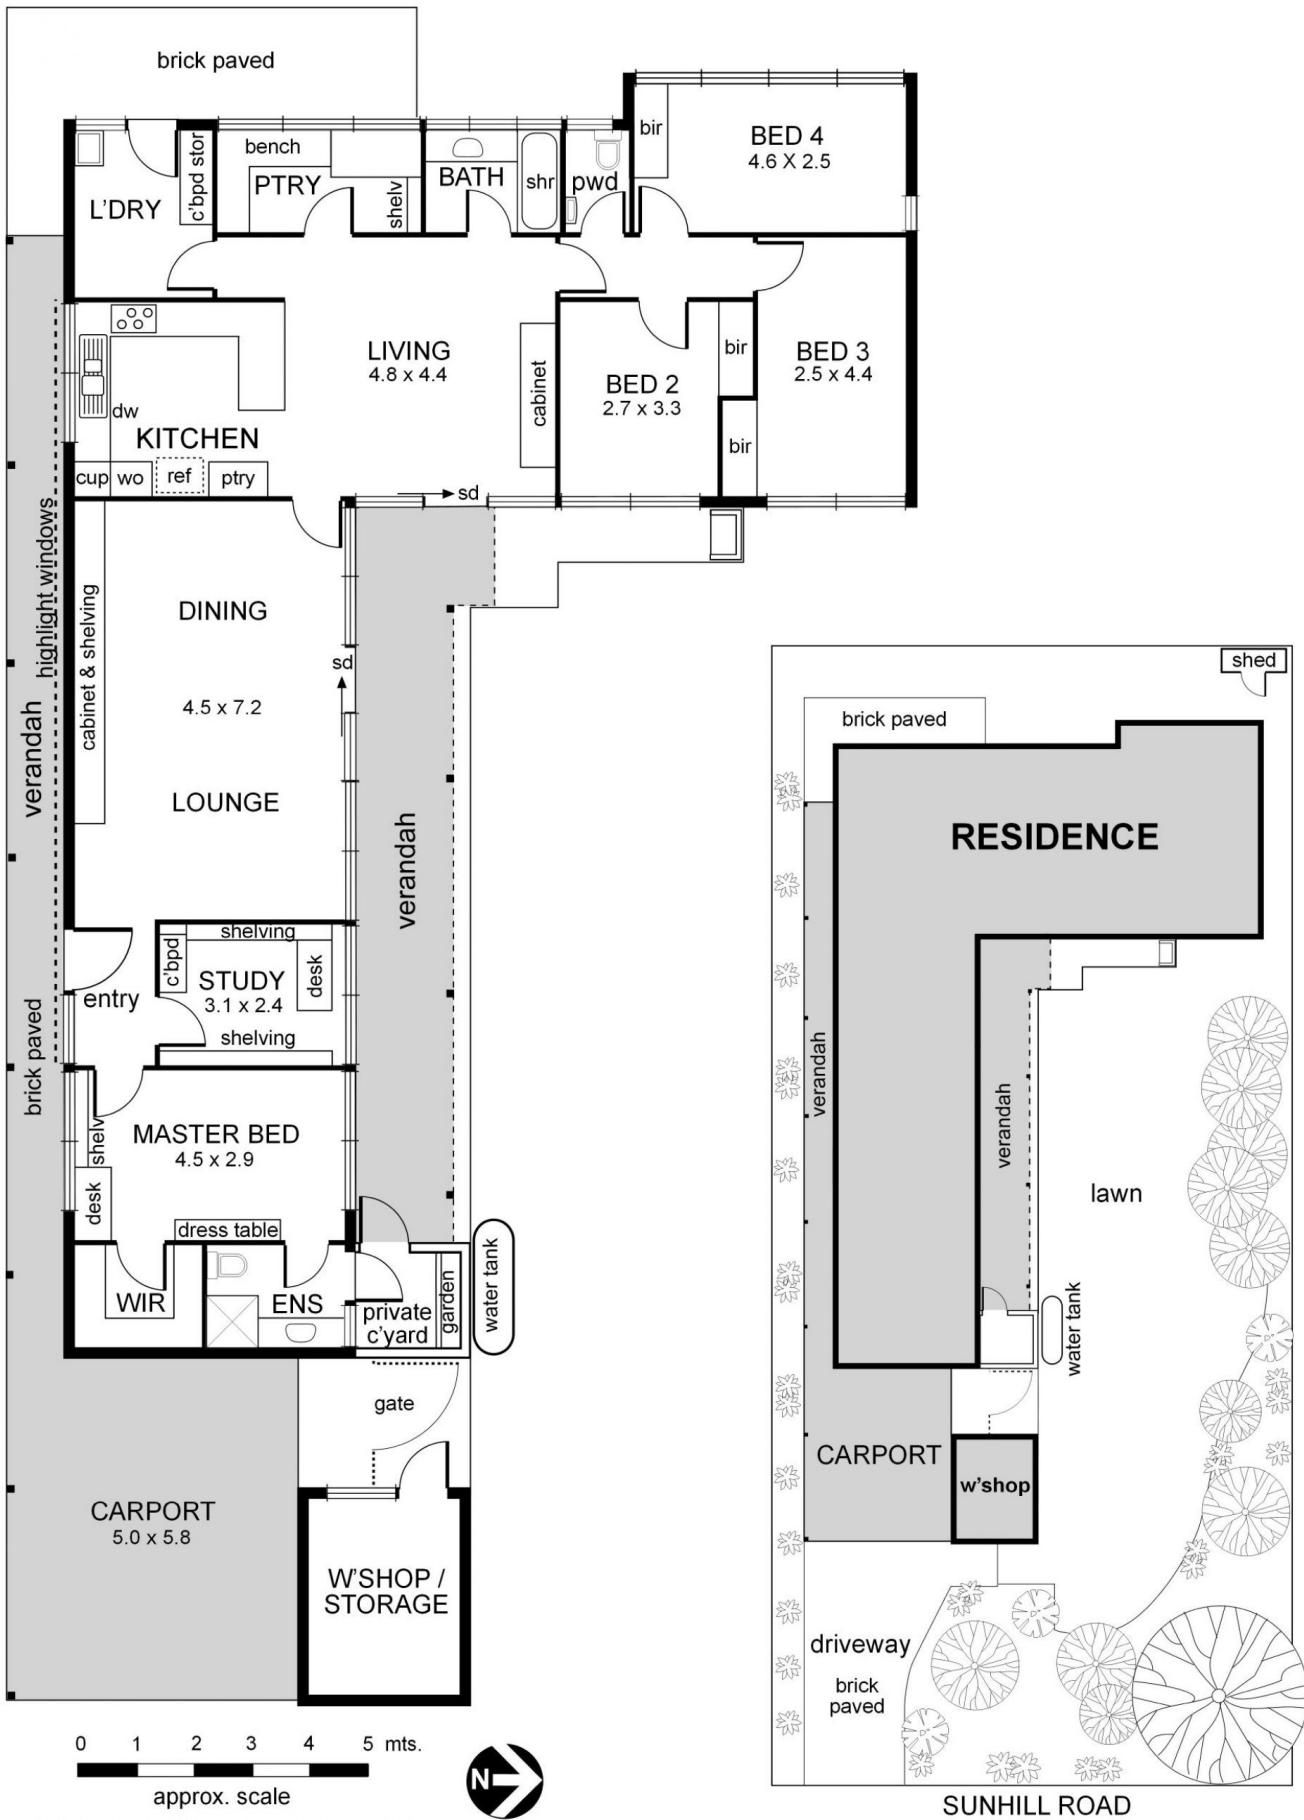 brick paved
bir
BED 4
4.6 X 2.5
bench
PTRY
shelv
c'bpd stor
L'DRY
BATH
shr
pwd
LIVING
4.8 x 4.4
cabinet
BED 2
2.7 x 3.3
bir
bir
BED 3
2.5 x 4.4
dw
KITCHEN
cup
wo
ref
ptry
sd
highlight windows
verandah
brick paved
cabinet & shelving
DINING
4.5 x 7.2
LOUNGE
sd
verandah
shelving
c'bpd
STUDY
3.1 x 2.4
desk
shelving
entry
shelv
MASTER BED
4.5 x 2.9
desk
dress table
WIR
ENS
private
c'yard
garden
water tank
gate
CARPORT
5.0 x 5.8
W'SHOP /
STORAGE
0 1 2 3 4 5 mts.
approx. scale
N
shed
brick paved
RESIDENCE
verandah
verandah
lawn
water tank
CARPORT
w'shop
driveway
brick
paved
SUNHILL ROAD